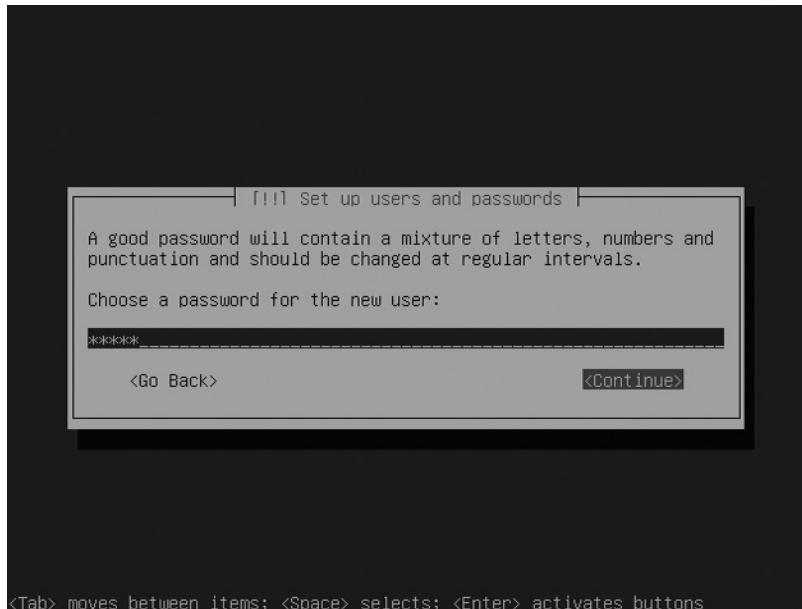 [!!] Set up users and passwords
A good password will contain a mixture of letters, numbers and
punctuation and should be changed at regular intervals.
Choose a password for the new user:
*****
<Go Back> <Continue>
<Tab> moves between items; <Space> selects; <Enter> activates buttons